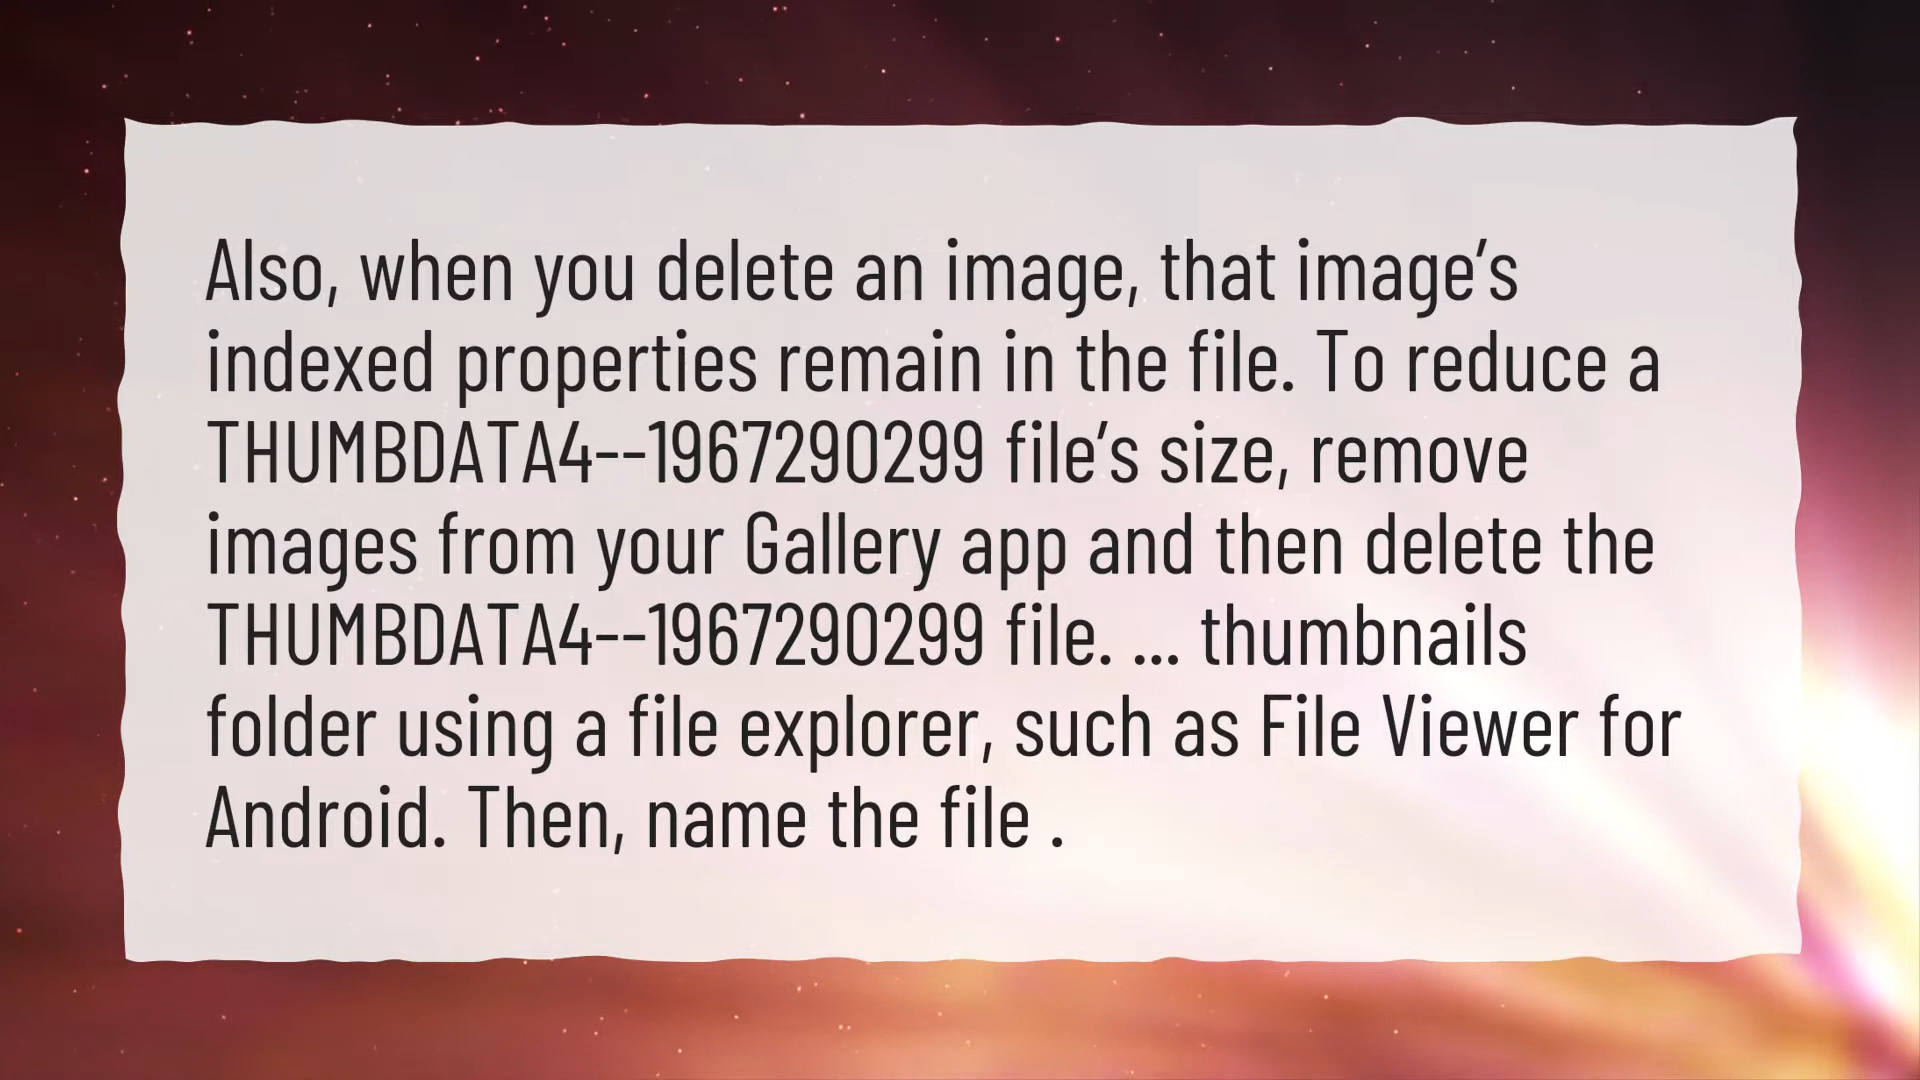 Also, when you delete an image, that image’s
indexed properties remain in the file. To reduce a
THUMBDATA4--1967290299 file’s size, remove
images from your Gallery app and then delete the
THUMBDATA4--1967290299 file. ... thumbnails
folder using a file explorer, such as File Viewer for
Android. Then, name the file .